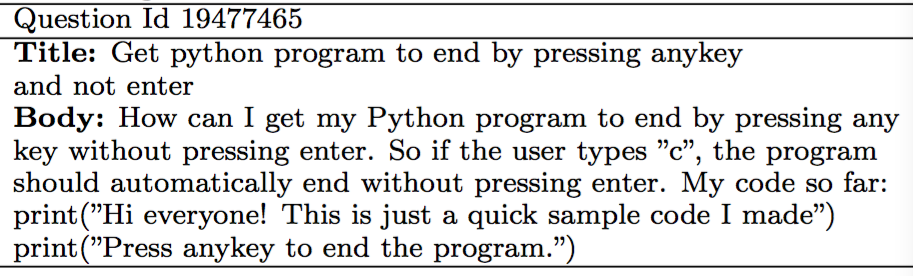 Question Id 19477465
Title: Get python program to end by pressing anykey
and not enter
Body: How can I get my Python program to end by pressing any
key without pressing enter. So if the user types ”c”, the program
should automatically end without pressing enter. My code so far:
print(”Hi everyone! This is just a quick sample code I made”)
print(”Press anykey to end the program.”)